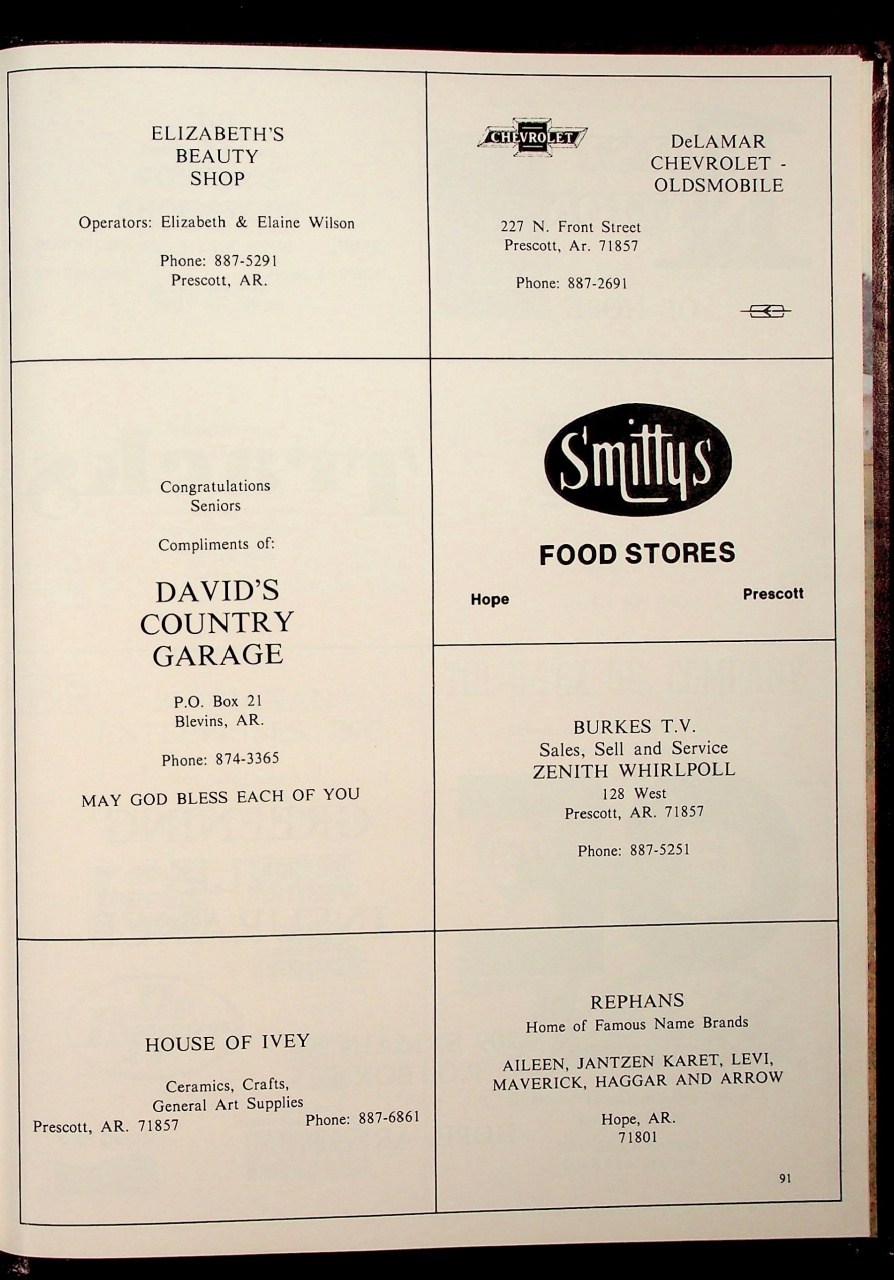 ELIZABETH'S
BEAUTY
SHOP
Operators: Elizabeth & Elaine Wilson
Phone: 887-5291
Prescott, AR.
CHEVROLET
DeLAMAR
CHEVROLET -
OLDSMOBILE
227 N. Front Street
Prescott, Ar. 71857
Phone: 887-2691
Congratulations
Seniors
Compliments of:
DAVID'S
COUNTRY
GARAGE
P.O. Box 21
Blevins, AR.
Phone: 874-3365
MAY GOD BLESS EACH OF YOU
Smittys
FOOD STORES
Hope Prescott
BURKES T.V.
Sales, Sell and Service
ZENITH WHIRLPOLL
128 West
Prescott, AR. 71857
Phone: 887-5251
HOUSE OF IVEY
Ceramics, Crafts,
General Art Supplies
Prescott, AR. 71857 Phone: 887-6861
REPHANS
Home of Famous Name Brands
AILEEN, JANTZEN KARET, LEVI,
MAVERICK, HAGGAR AND ARROW
Hope, AR.
71801
91